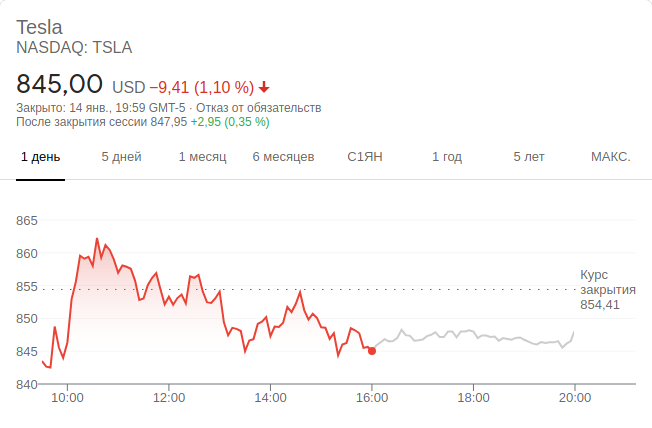 Tesla
NASDAQ: TSLA
845,00 USD −9,41 (1,10 %)
Закрыто: 14 янв., 19:59 GMT-5 · Отказ от обязательств
После закрытия сессии 847,95 +2,95 (0,35 %)
1 день 5 дней 1 месяц 6 месяцев С1ЯН 1 год 5 лет МАКС.
865
860
855
850
845
840
Курс
закрытия
854,41
10:00 12:00 14:00 16:00 18:00 20:00